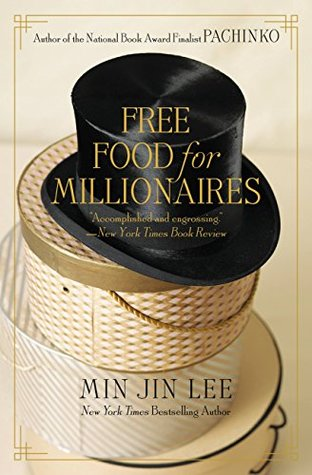 Author of the National Book Award Finalist PACHINKO
FREE
FOOD for
MILLIONAIRES
"Accomplished and engrossing."
—New York Times Book Review
MIN JIN LEE
New York Times Bestselling Author